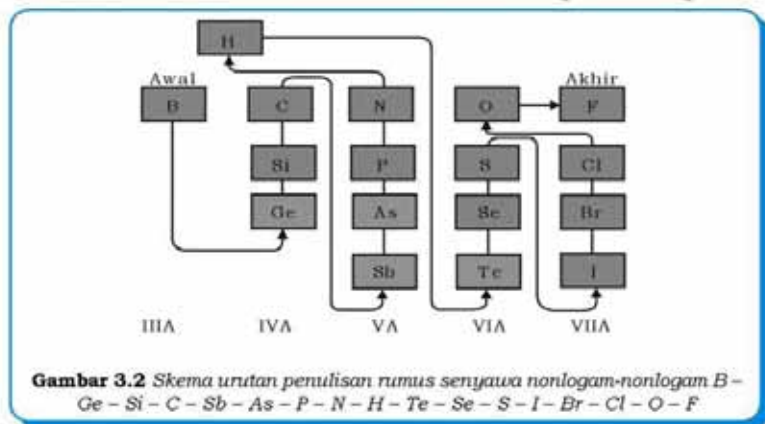 H
Awal
Akhir
B
C
N
O
F
Si
P
S
Cl
Ge
As
Se
Br
Sb
Te
I
IIIA
IVA
VA
VIA
VIIA
Gambar 3.2 Skema urutan penulisan rumus senyawa nonlogam-nonlogam B –
Ge – Si – C – Sb – As – P – N – H – Te – Se – S – I – Br – Cl – O – F